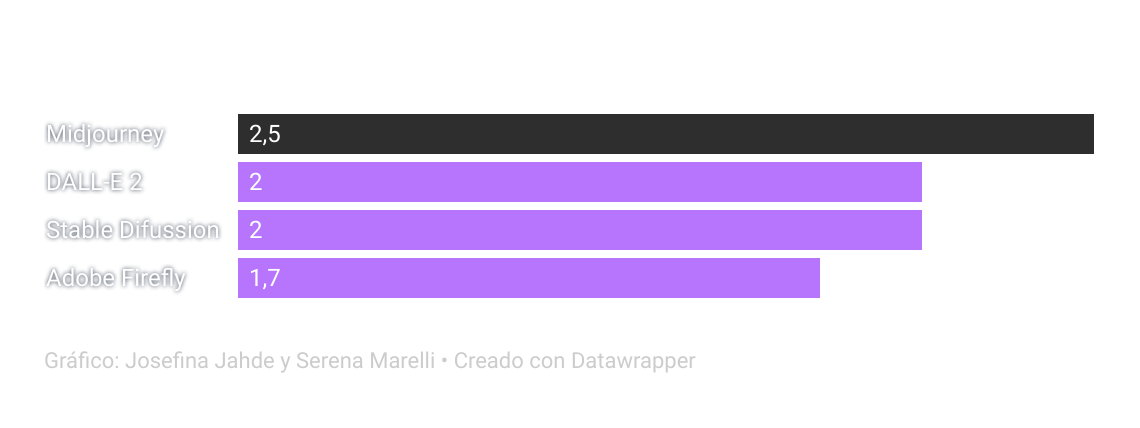 Midjourney 2,5
DALL-E 2 2
Stable Difussion 2
Adobe Firefly 1,7
Gráfico: Josefina Jahde y Serena Marelli • Creado con Datawrapper